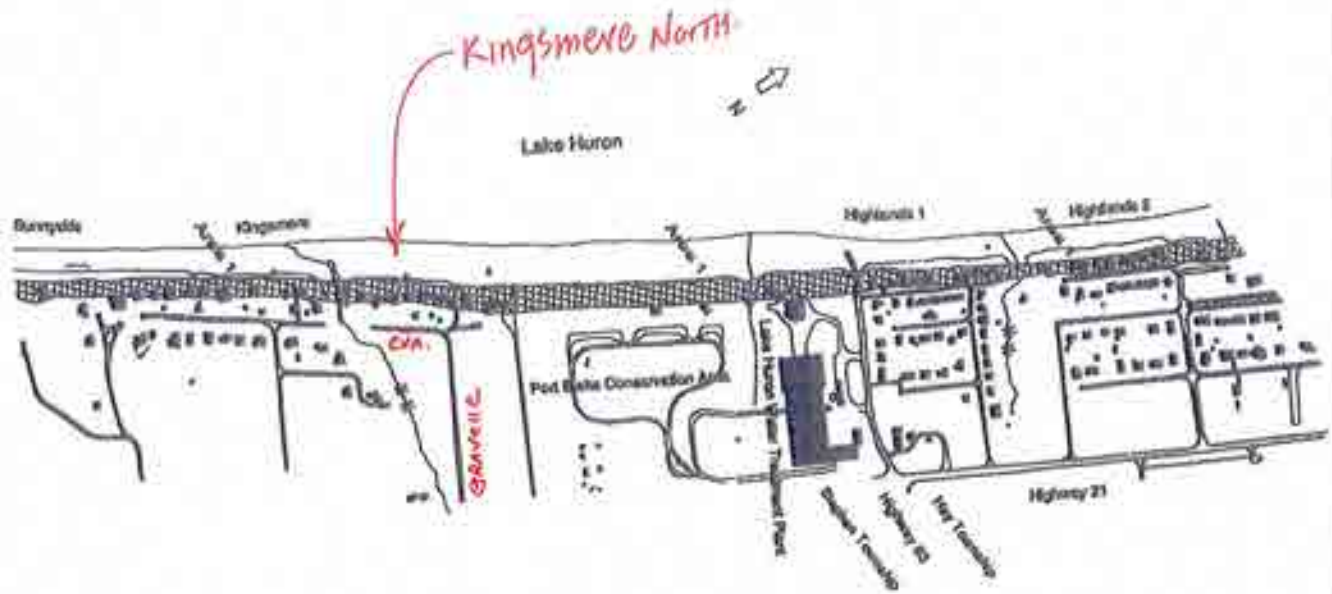 Kingsmere North
N
Lake Huron
Sunnyside
Kingsmere
Highlands 1
Highlands 2
EVA.
GRAVELLE
Port Blake Conservation Area
Lake Huron Water Treatment Plant
Stephen Township
Highway 83
Hay Township
Highway 21